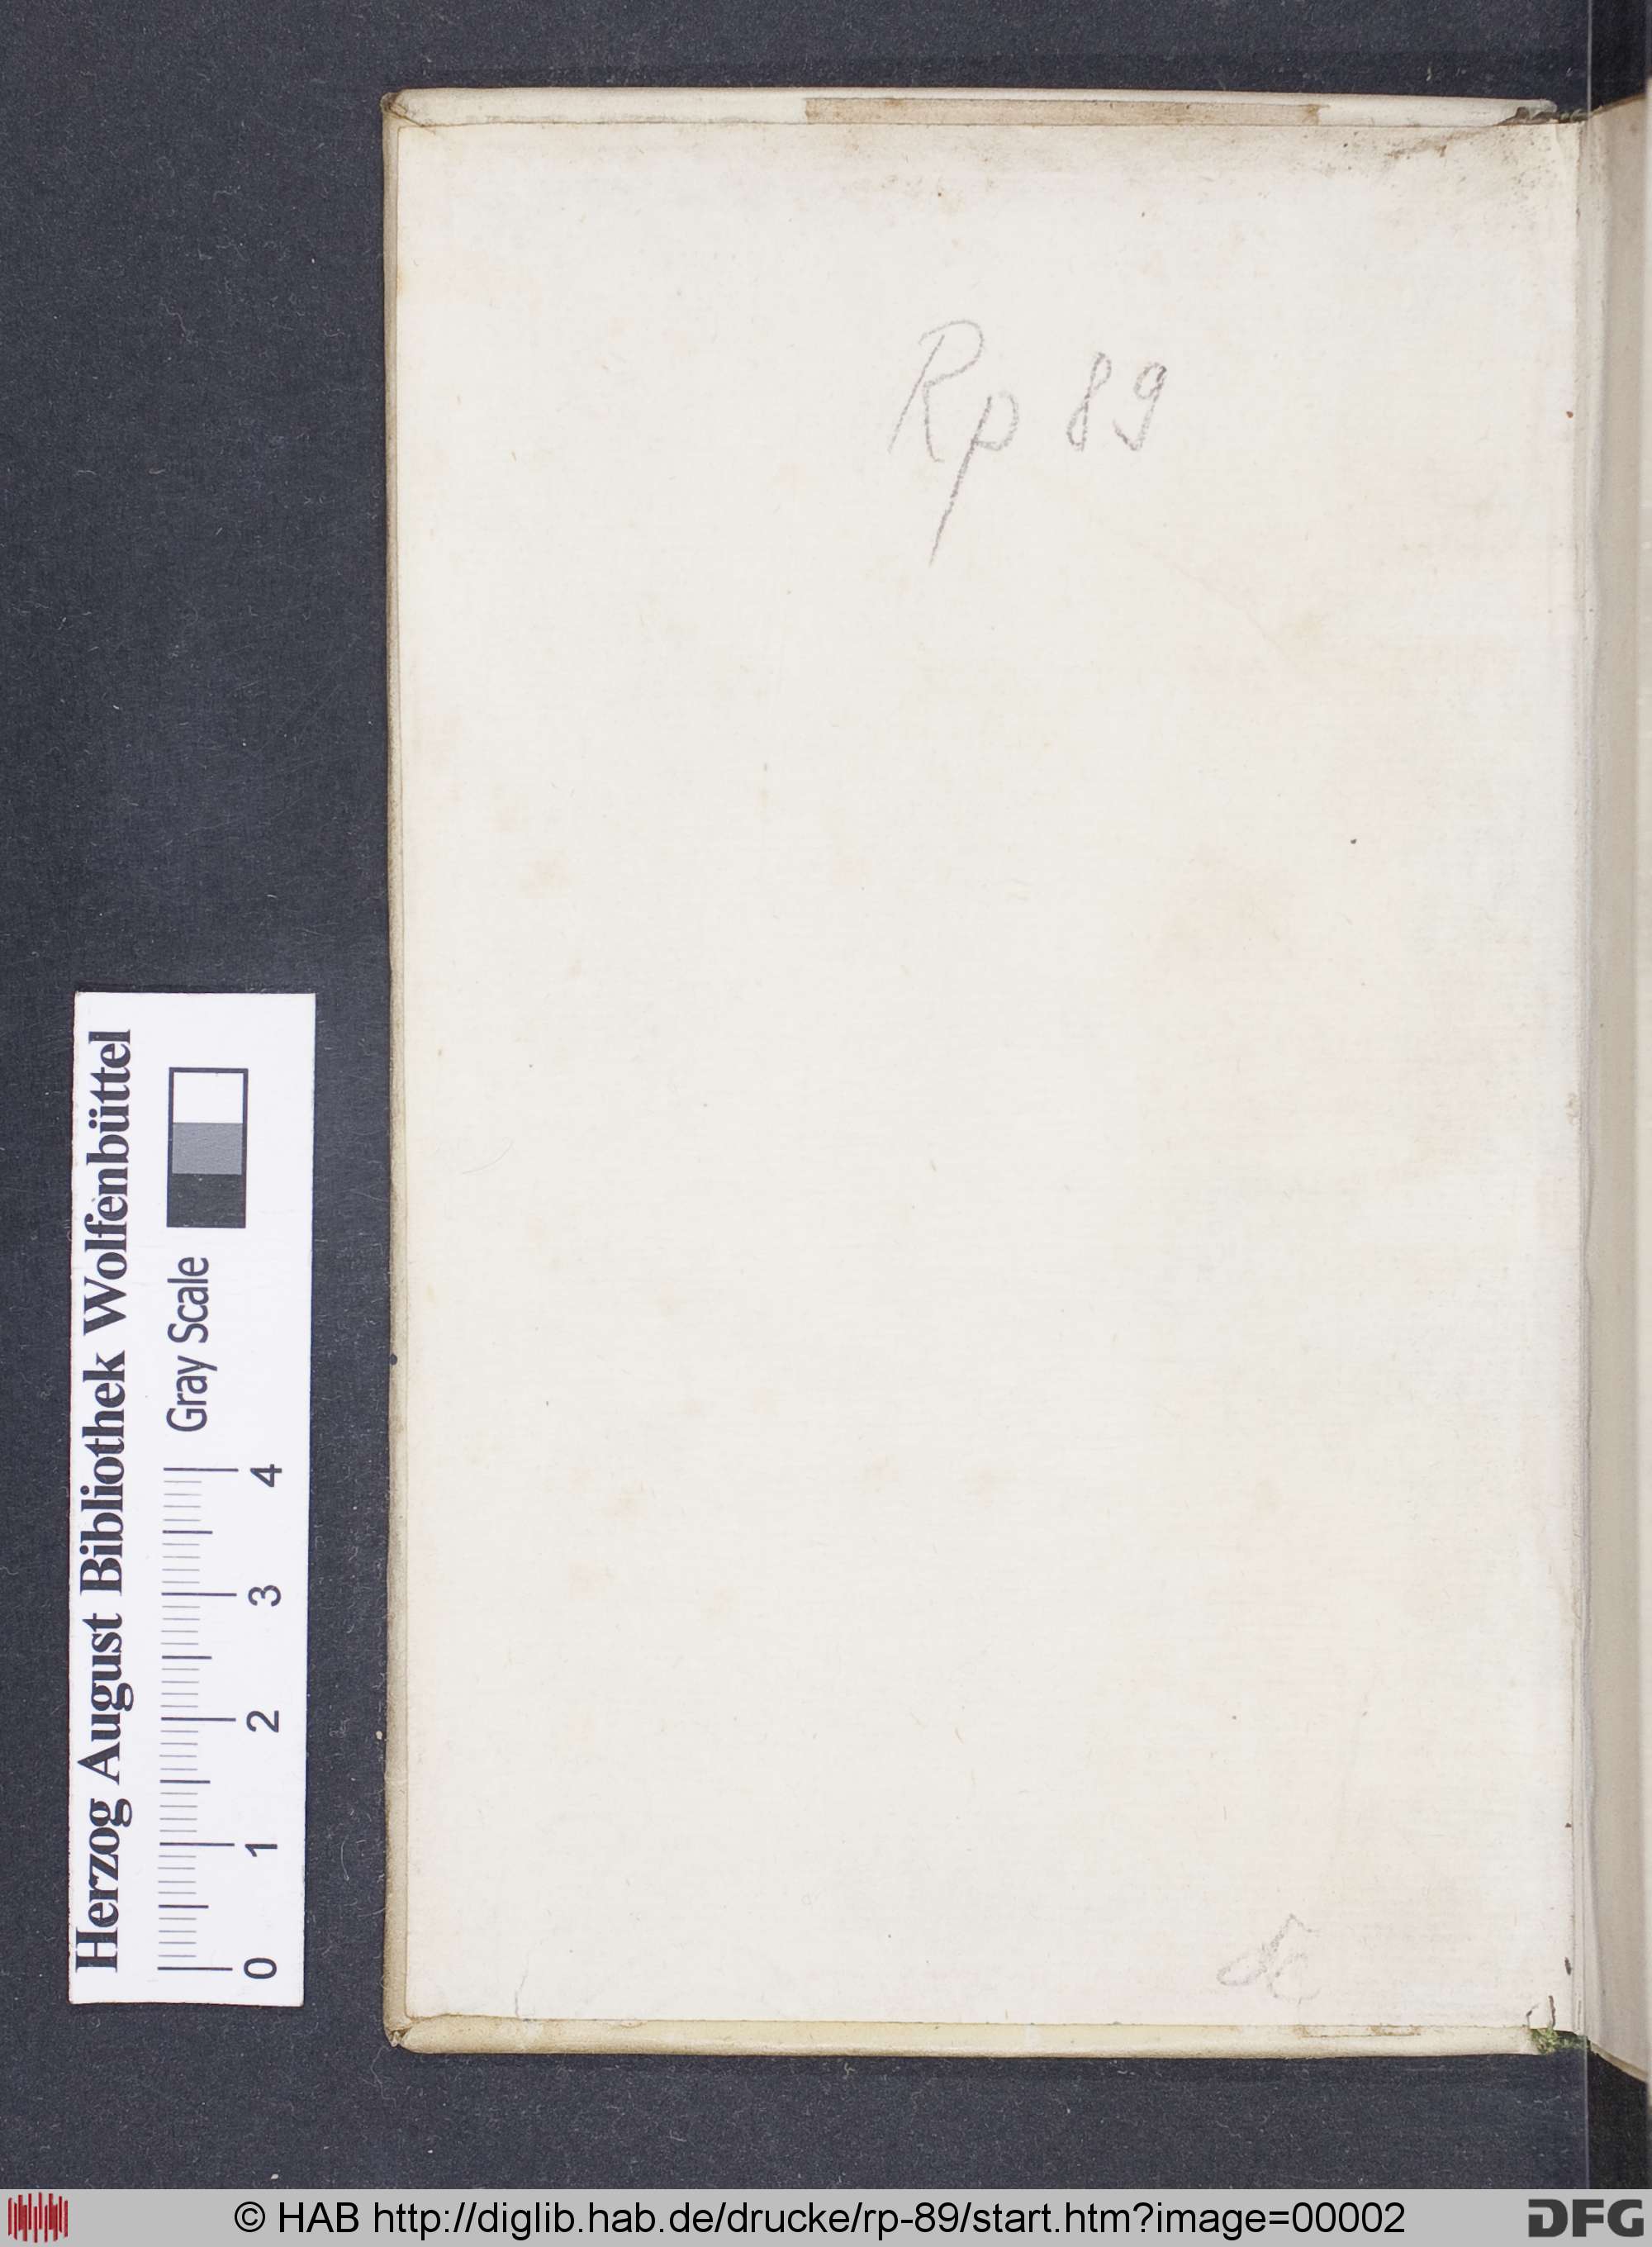 Rp 89
Herzog August Bibliothek Wolfenbüttel
Gray Scale
0 1 2 3 4
© HAB http://diglib.hab.de/drucke/rp-89/start.htm?image=00002
DFG